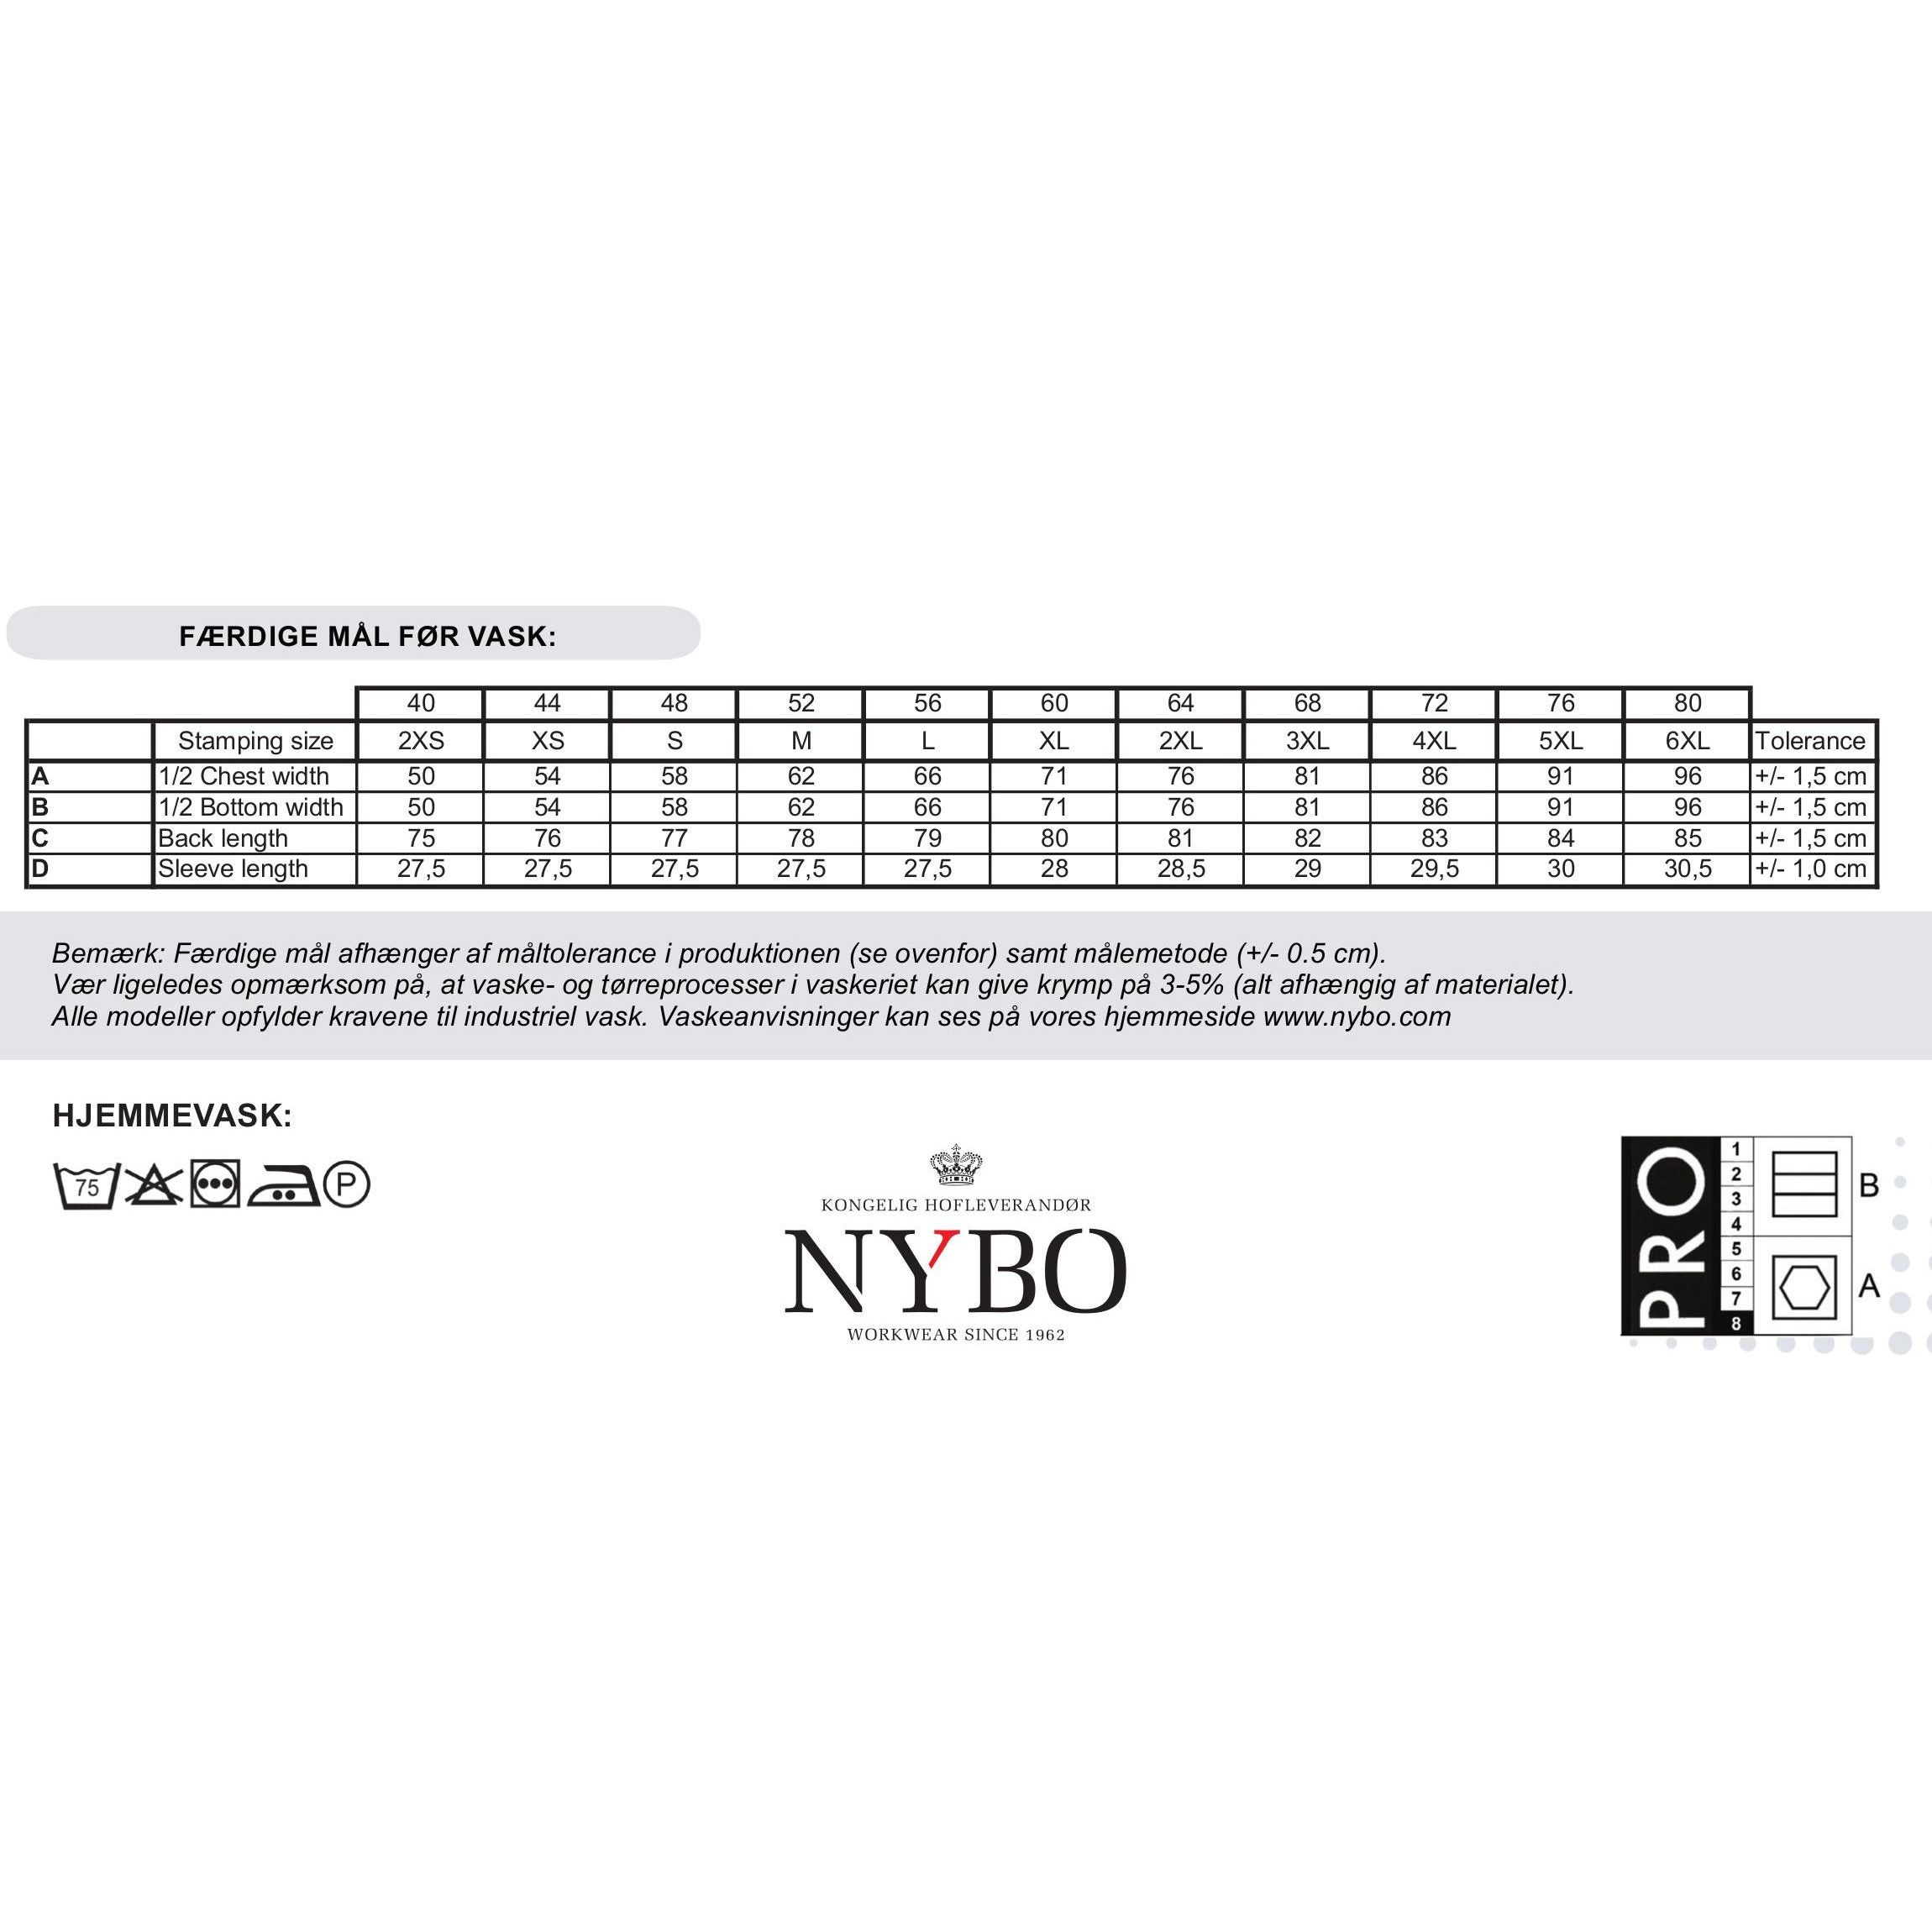 FÆRDIGE MÅL FØR VASK:
40 44 48 52 56 60 64 68 72 76 80
Stamping size 2XS XS S M L XL 2XL 3XL 4XL 5XL 6XL Tolerance
A 1/2 Chest width 50 54 58 62 66 71 76 81 86 91 96 +/- 1,5 cm
B 1/2 Bottom width 50 54 58 62 66 71 76 81 86 91 96 +/- 1,5 cm
C Back length 75 76 77 78 79 80 81 82 83 84 85 +/- 1,5 cm
D Sleeve length 27,5 27,5 27,5 27,5 27,5 28 28,5 29 29,5 30 30,5 +/- 1,0 cm
Bemærk: Færdige mål afhænger af måltolerance i produktionen (se ovenfor) samt målemetode (+/- 0.5 cm).
Vær ligeledes opmærksom på, at vaske- og tørreprocesser i vaskeriet kan give krymp på 3-5% (alt afhængig af materialet).
Alle modeller opfylder kravene til industriel vask. Vaskeanvisninger kan ses på vores hjemmeside www.nybo.com
HJEMMEVASK:
75 P
KONGELIG HOFLEVERANDØR
NYBO
WORKWEAR SINCE 1962
PRO
1
2
3
4
5
6
7
8
B
A